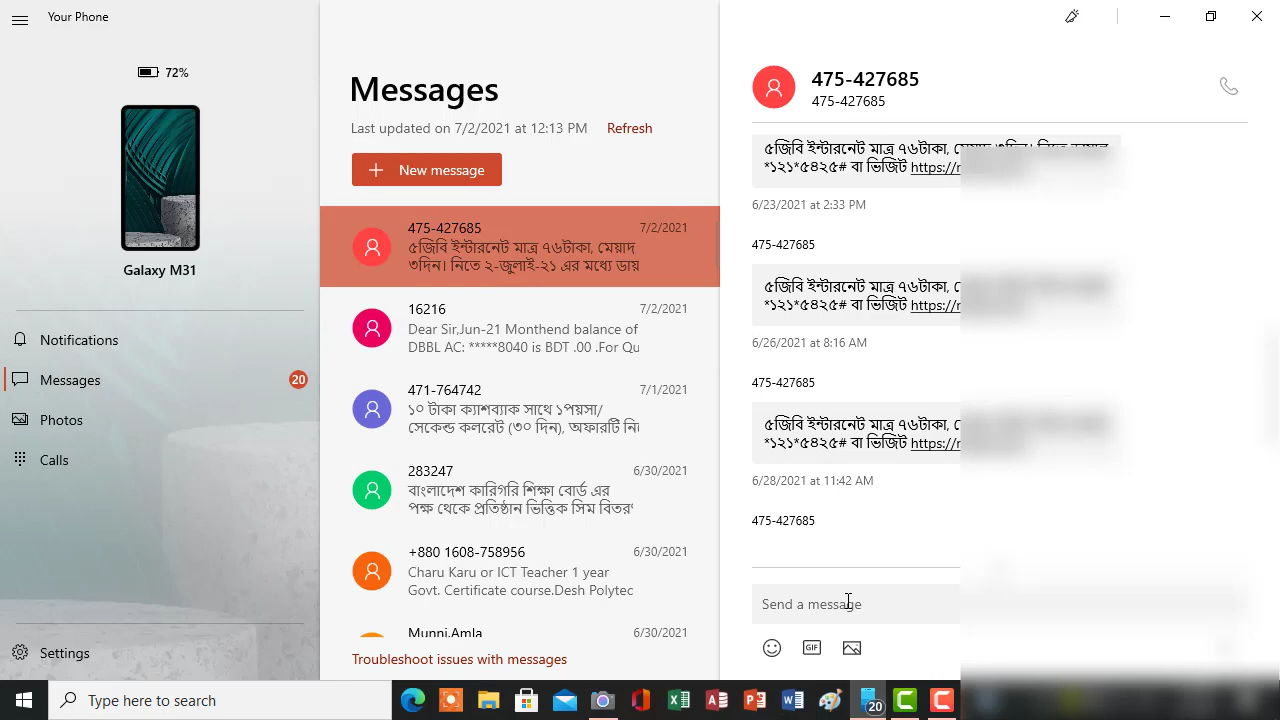 Your Phone
72%
Galaxy M31
Notifications
Messages
20
Photos
Calls
Settings
Messages
Last updated on 7/2/2021 at 12:13 PM Refresh
New message
475-427685 7/2/2021
৫জিবি ইন্টারনেট মাত্র ৭৬টাকা, মেয়াদ
৩দিন। নিতে ২-জুলাই-২১ এর মধ্যে ডায়
16216 7/2/2021
Dear Sir,Jun-21 Monthend balance of
DBBL AC: *****8040 is BDT .00 .For Qu
471-764742 7/1/2021
১০ টাকা ক্যাশব্যাক সাথে ১পয়সা/
সেকেন্ড কলরেট (৩০ দিন), অফারটি নি
283247 6/30/2021
বাংলাদেশ কারিগরি শিক্ষা বোর্ড এর
পক্ষ থেকে প্রতিষ্ঠান ভিত্তিক সিম বিতর
+880 1608-758956 6/30/2021
Charu Karu or ICT Teacher 1 year
Govt. Certificate course.Desh Polytec
Munni.Amla 6/30/2021
Troubleshoot issues with messages
475-427685
475-427685
৫জিবি ইন্টারনেট মাত্র ৭৬টাকা,
*১২১*৫৪২৫# বা ভিজিট https://
6/23/2021 at 2:33 PM
475-427685
৫জিবি ইন্টারনেট মাত্র ৭৬টাকা,
*১২১*৫৪২৫# বা ভিজিট https://
6/26/2021 at 8:16 AM
475-427685
৫জিবি ইন্টারনেট মাত্র ৭৬টাকা,
*১২১*৫৪২৫# বা ভিজিট https://
6/28/2021 at 11:42 AM
475-427685
Send a message
GIF
Type here to search
20